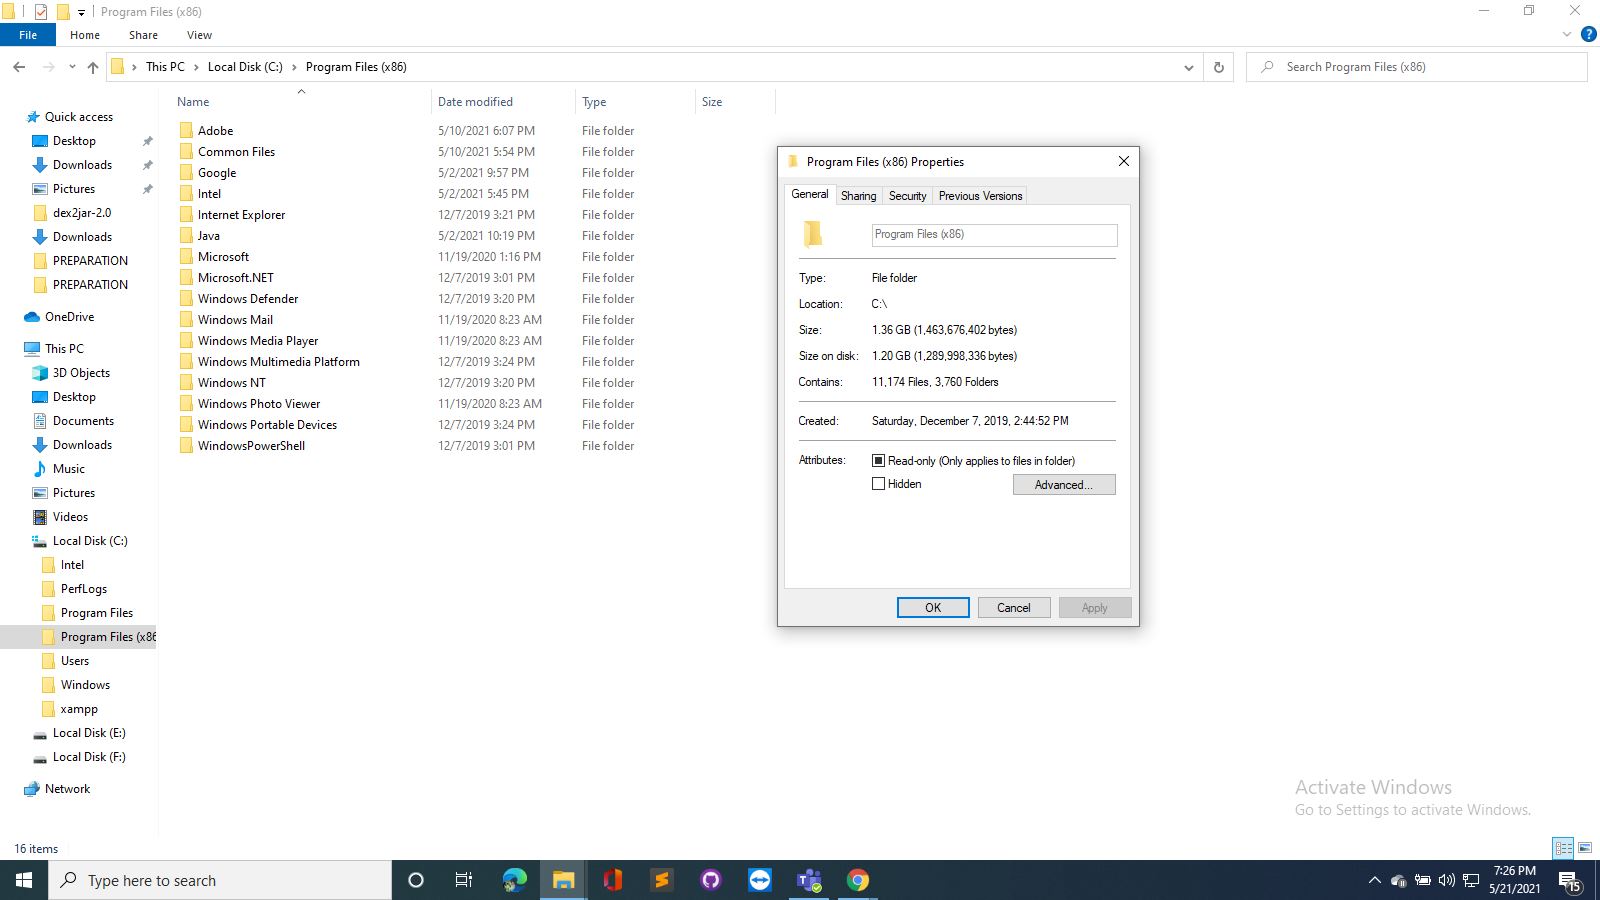 Program Files (x86)
File Home Share View
This PC Local Disk (C:) Program Files (x86) Search Program Files (x86)
Name Date modified Type Size
Quick access
Desktop
Downloads
Pictures
dex2jar-2.0
Downloads
PREPARATION
PREPARATION
OneDrive
This PC
3D Objects
Desktop
Documents
Downloads
Music
Pictures
Videos
Local Disk (C:)
Intel
PerfLogs
Program Files
Program Files (x86
Users
Windows
xampp
Local Disk (E:)
Local Disk (F:)
Network
Adobe 5/10/2021 6:07 PM File folder
Common Files 5/10/2021 5:54 PM File folder
Google 5/2/2021 9:57 PM File folder
Intel 5/2/2021 5:45 PM File folder
Internet Explorer 12/7/2019 3:21 PM File folder
Java 5/2/2021 10:19 PM File folder
Microsoft 11/19/2020 1:16 PM File folder
Microsoft.NET 12/7/2019 3:01 PM File folder
Windows Defender 12/7/2019 3:20 PM File folder
Windows Mail 11/19/2020 8:23 AM File folder
Windows Media Player 11/19/2020 8:23 AM File folder
Windows Multimedia Platform 12/7/2019 3:24 PM File folder
Windows NT 12/7/2019 3:20 PM File folder
Windows Photo Viewer 11/19/2020 8:23 AM File folder
Windows Portable Devices 12/7/2019 3:24 PM File folder
WindowsPowerShell 12/7/2019 3:01 PM File folder
Program Files (x86) Properties
General Sharing Security Previous Versions
Program Files (x86)
Type: File folder
Location: C:\
Size: 1.36 GB (1,463,676,402 bytes)
Size on disk: 1.20 GB (1,289,998,336 bytes)
Contains: 11,174 Files, 3,760 Folders
Created: Saturday, December 7, 2019, 2:44:52 PM
Attributes: Read-only (Only applies to files in folder)
Hidden Advanced...
OK Cancel Apply
Activate Windows
Go to Settings to activate Windows.
16 items
Type here to search
7:26 PM
5/21/2021
15